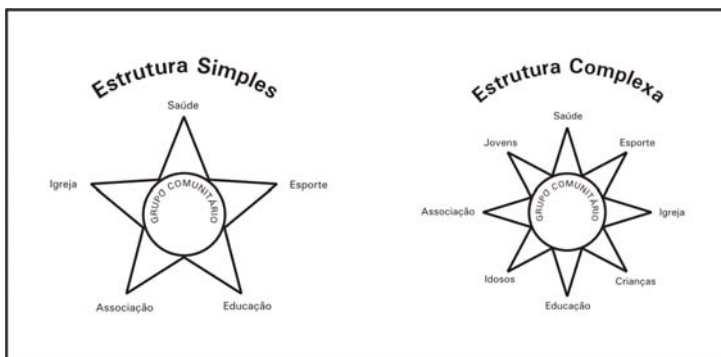 Estrutura Simples
Saúde
Igreja
Esporte
GRUPO COMUNITÁRIO
Associação
Educação
Estrutura Complexa
Saúde
Jovens
Esporte
Associação
GRUPO COMUNITÁRIO
Igreja
Idosos
Crianças
Educação